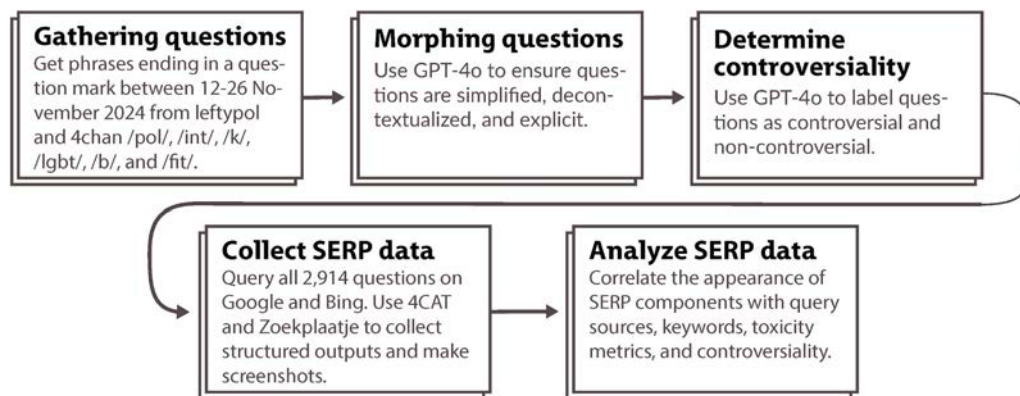 Gathering questions
Get phrases ending in a ques-
tion mark between 12-26 No-
vember 2024 from leftypol
and 4chan /pol/, /int/, /k/,
/lgbt/, /b/, and /fit/.
Morphing questions
Use GPT-4o to ensure ques-
tions are simplified, decon-
textualized, and explicit.
Determine
controversiality
Use GPT-4o to label ques-
tions as controversial and
non-controversial.
Collect SERP data
Query all 2,914 questions on
Google and Bing. Use 4CAT
and Zoekplaatje to collect
structured outputs and make
screenshots.
Analyze SERP data
Correlate the appearance of
SERP components with query
sources, keywords, toxicity
metrics, and controversiality.